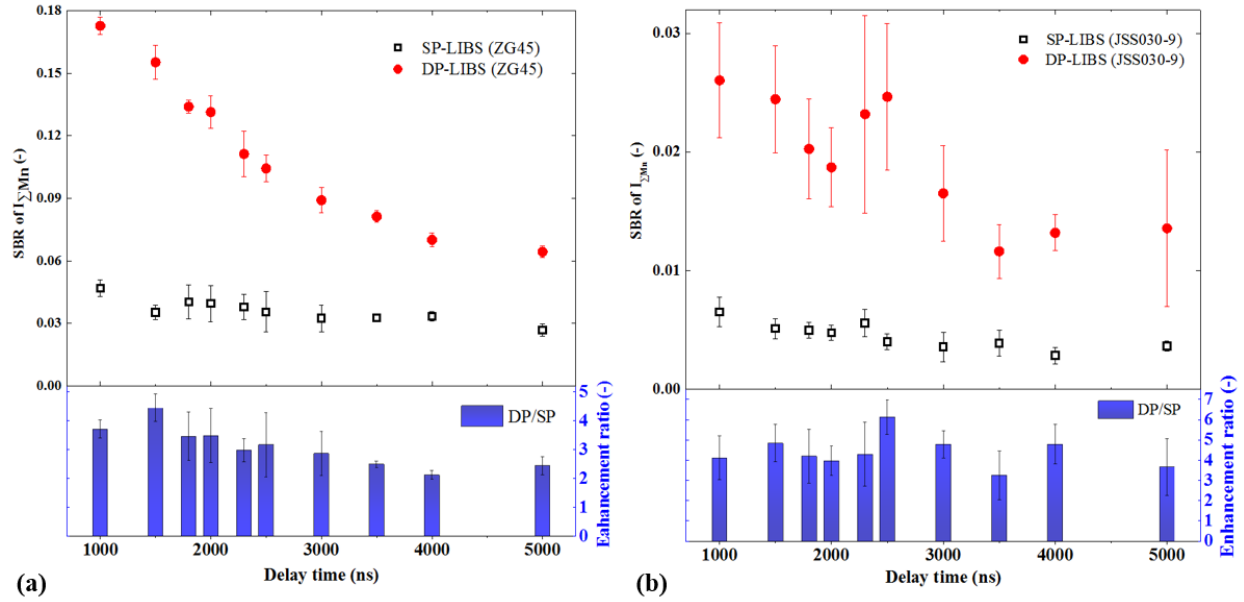 0.18
0.15
0.12
0.09
0.06
0.03
0.00
SBR of I∑Mn (-)
SP-LIBS (ZG45)
DP-LIBS (ZG45)
5
4
3
2
1
0
Eahancement ratio (-)
DP/SP
1000 2000 3000 4000 5000
Delay time (ns)
(a)
0.03
0.02
0.01
0.00
SBR of I∑Mn (-)
SP-LIBS (JSS030-9)
DP-LIBS (JSS030-9)
7
6
5
4
3
2
1
0
Enhancement ratio (-)
DP/SP
1000 2000 3000 4000 5000
Delay time (ns)
(b)